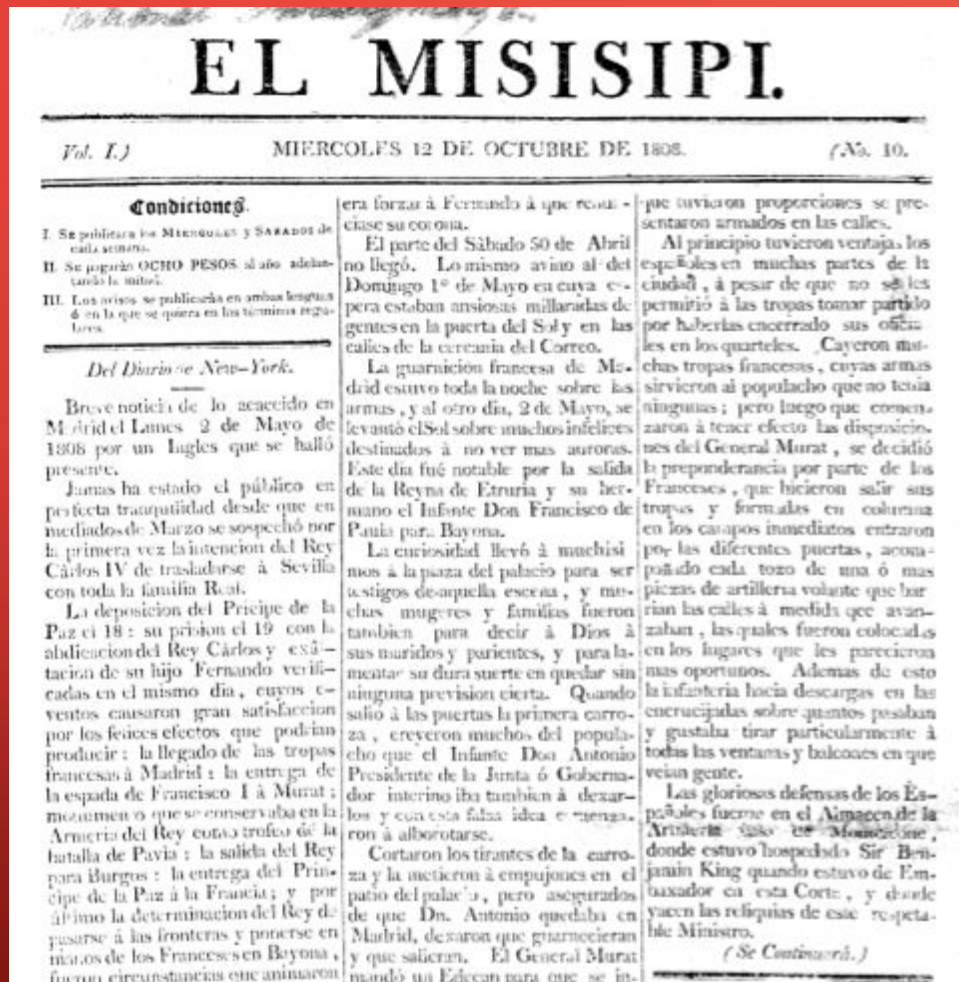 EL MISISIPI.
Vol. I.)
MIERCOLES 12 DE OCTUBRE DE 1808.
(No. 10.
Condiciones.
I. Se publicara los MIERCOLES y SABADOS de
cada semana.
II. Se pagarán OCHO PESOS al año adelan-
tando la mitad.
III. Los avisos se publicarán en ambas lenguas
ó en la que se quiera en los términos regu-
lares.
Del Diario de New-York.
Breve noticia de lo acaecido en
Madrid el Lunes 2 de Mayo de
1808 por un Ingles que se halló
presente.
Jamas ha estado el público en
perfecta tranquilidad desde que en
mediados de Marzo se sospechó por
la primera vez la intencion del Rey
Cárlos IV de trasladarse à Sevilla
con toda la familia Real.
La deposicion del Pricipe de la
Paz el 18: su prision el 19 con la
abdicacion del Rey Cárlos y exâl-
tacion de su hijo Fernando verifi-
cadas en el mismo dia, cuyos e-
ventos causaron gran satisfaccion
por los felices efectos que podrian
producir: la llegado de las tropas
francesas à Madrid: la entrega de
la espada de Francisco I à Murat:
monumento que se conservaba en la
Armeria del Rey como trofeo de la
batalla de Pavia: la salida del Rey
para Burgos: la entrega del Prin-
cipe de la Paz à la Francia; y por
último la determinacion del Rey de
pasarse á las fronteras y ponerse en
manos de los Franceses en Bayona,
fueron circunstancias que animaron
era forzar à Fernando à que renun-
ciase su corona.
El parte del Sàbado 30 de Abril
no llegó. Lo mismo avino al del
Domingo 1º de Mayo en cuya es-
pera estaban ansiosas millaradas de
gentes en la puerta del Sol y en las
calles de la cercania del Correo.
La guarnicion francesa de Ma-
drid estuvo toda la noche sobre las
armas, y al otro dia, 2 de Mayo, se
levantó el Sol sobre muchos infelices
destinados à no ver mas auroras.
Este dia fué notable por la salida
de la Reyna de Etruria y su her-
mano el Infante Don Francisco de
Paula para Bayona.
La curiosidad llevó à muchisi
mos à la plaza del palacio para ser
testigos de aquella escena, y mu-
chas mugeres y familias fueron
tambien para decir à Dios à
sus maridos y parientes, y para la-
mentar su dura suerte en quedar sin
ninguna prevision cierta. Quando
salió à las puertas la primera carro-
za, creyeron muchos del popula-
cho que el Infante Don Antonio
Presidente de la Junta ó Goberna-
dor interino iba tambien à dexar-
los y con esta falsa idea comenza-
ron à alborotarse.
Cortaron los tirantes de la carro-
za y la metieron à empujones en el
patio del palacio, pero asegurados
de que Dn. Antonio quedaba en
Madrid, dexaron que guarnecieran
y que salieran. El General Murat
mandó un Edecan para que se in-
que tuvieron proporciones se pre-
sentaron armados en las calles.
Al principio tuvieron ventajas los
españoles en muchas partes de la
ciudad, à pesar de que no se les
permitió à las tropas tomar partido
por haberlas encerrado sus oficia-
les en los quarteles. Cayeron mu-
chas tropas francesas, cuyas armas
sirvieron al populacho que no tenia
ningunas; pero luego que comen-
zaron à tener efecto las disposicio-
nes del General Murat, se decidió
la preponderancia por parte de los
Franceses, que hicieron salir sus
tropas y formadas en columna
en los campos inmediatos entraron
por las diferentes puertas, acom-
pañado cada tozo de una ó mas
piezas de artilleria volante que bar
rian las calles à medida qce avan-
zaban, las quales fueron colocadas
en los lugares que les parecieron
mas oportunos. Ademas de esto
la infanteria hacia descargas en las
encrucijadas sobre quantos pasaban
y gustaba tirar particularmente à
todas las ventanas y balcones en que
veian gente.
Las gloriosas defensas de los Es-
pañoles fuerne en el Almacen de la
Artilleria
donde estuvo hospedado Sir Ben-
jamin King quando estuvo de Em-
baxador en esta Corte, y donde
yacen las reliquias de este respeta-
ble Ministro.
(Se Continuará.)